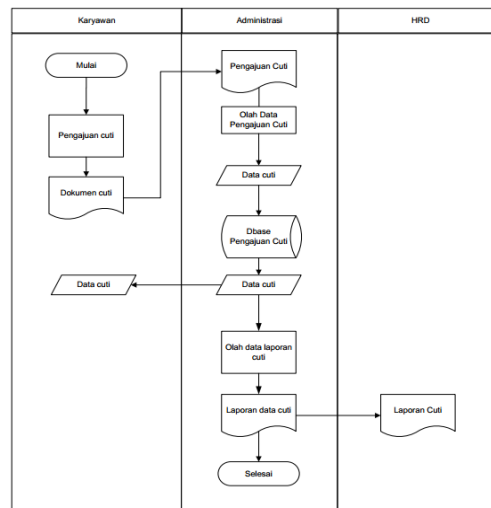 Karyawan
Administrasi
HRD
Mulai
Pengajuan cuti
Dokumen cuti
Pengajuan Cuti
Olah Data
Pengajuan Cuti
Data cuti
Dbase
Pengajuan Cuti
Data cuti
Data cuti
Olah data laporan
cuti
Laporan data cuti
Laporan Cuti
Selesai